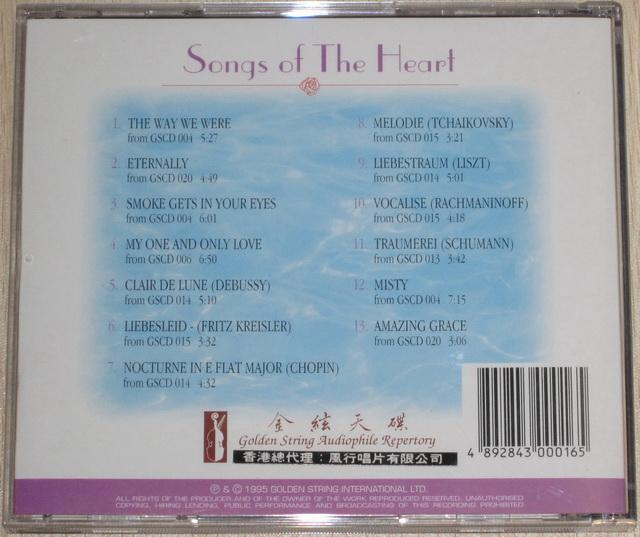 Songs of The Heart
1. THE WAY WE WERE
from GSCD 004 5:27
2. ETERNALLY
from GSCD 020 4:49
3. SMOKE GETS IN YOUR EYES
from GSCD 004 6:01
4. MY ONE AND ONLY LOVE
from GSCD 006 6:50
5. CLAIR DE LUNE (DEBUSSY)
from GSCD 014 5:10
6. LIEBESLEID - (FRITZ KREISLER)
from GSCD 015 3:32
7. NOCTURNE IN E FLAT MAJOR (CHOPIN)
from GSCD 014 4:32
8. MELODIE (TCHAIKOVSKY)
from GSCD 015 3:21
9. LIEBESTRAUM (LISZT)
from GSCD 014 5:01
10. VOCALISE (RACHMANINOFF)
from GSCD 015 4:18
11. TRAUMEREI (SCHUMANN)
from GSCD 013 3:42
12. MISTY
from GSCD 004 7:15
13. AMAZING GRACE
from GSCD 020 3:06
金絃天碟
Golden String Audiophile Repertory
香港總代理：風行唱片有限公司
4 892843 000165
℗ & © 1995 GOLDEN STRING INTERNATIONAL LTD.
ALL RIGHTS OF THE PRODUCER AND OF THE OWNER OF THE WORK REPRODUCED RESERVED. UNAUTHORISED
COPYING, HIRING LENDING, PUBLIC PERFORMANCE AND BROADCASTING OF THIS RECORDING PROHIBITED